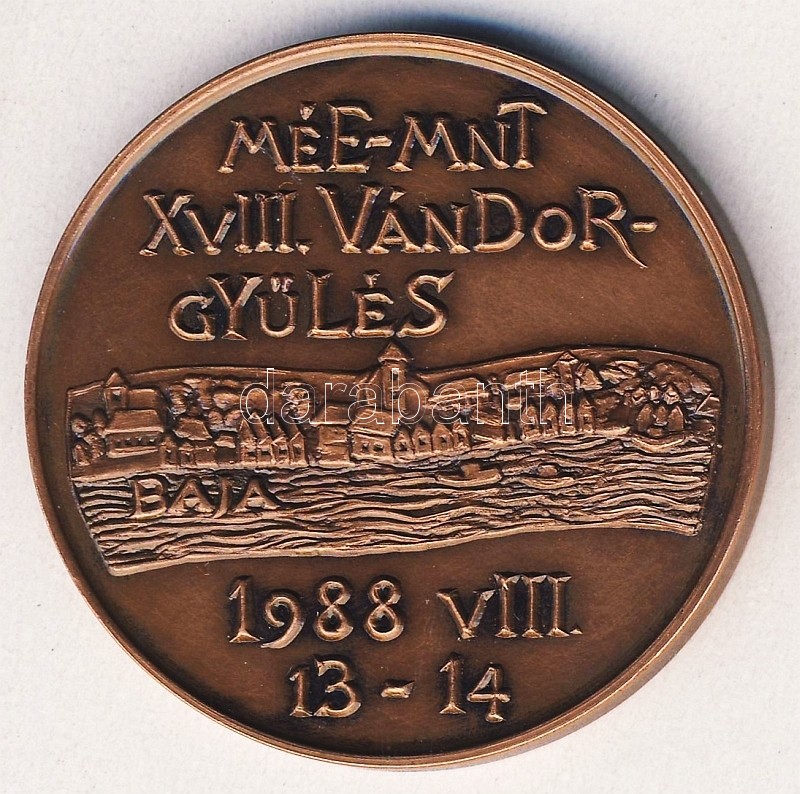 MÉE-MNT
XVIII. VÁNDOR-
GYŰLÉS
darabanth
BAJA
1988 VIII.
13-14